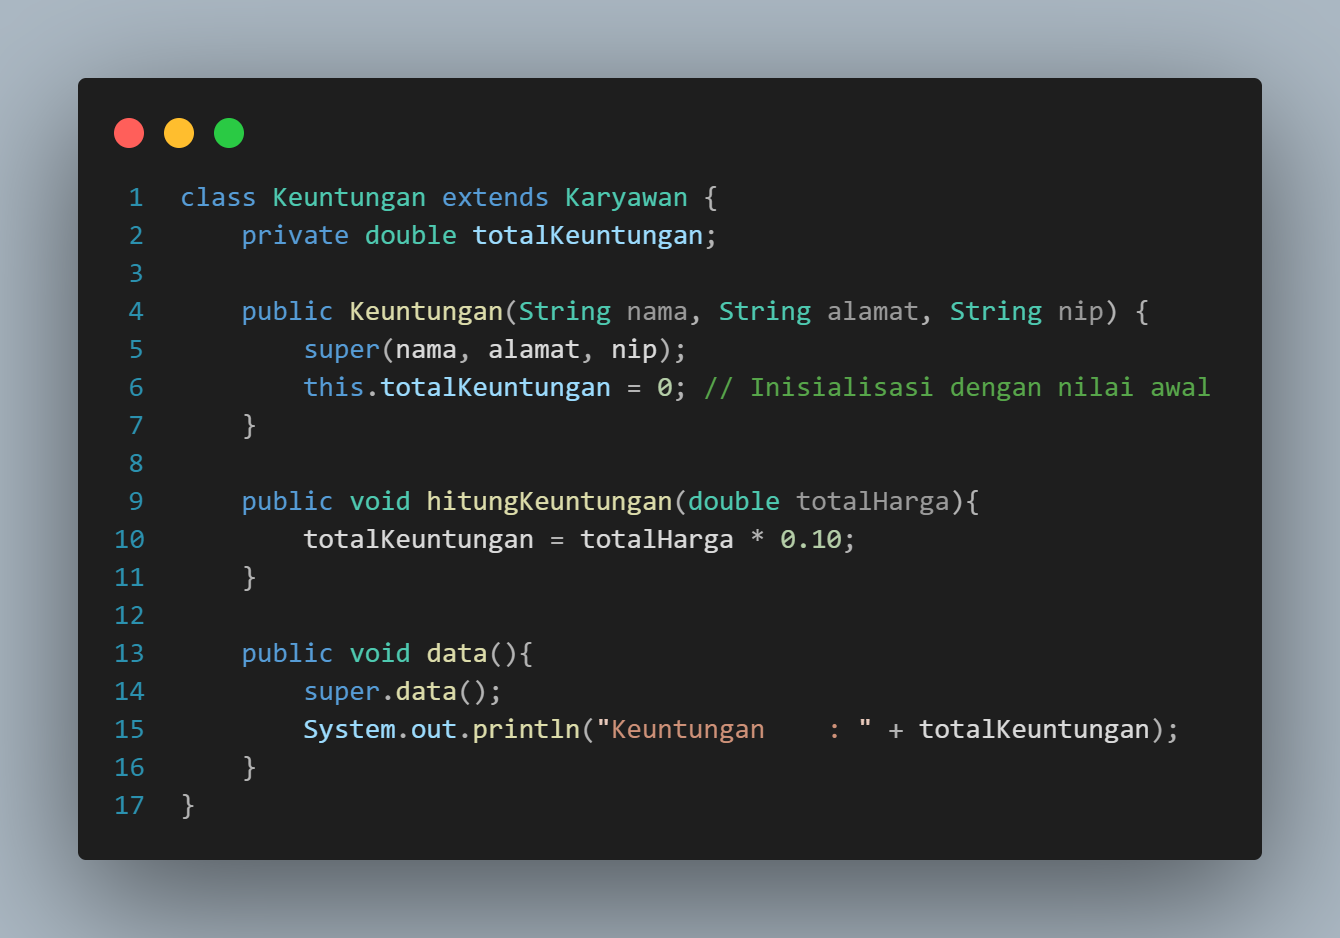 1 class Keuntungan extends Karyawan {
2     private double totalKeuntungan;
3
4     public Keuntungan(String nama, String alamat, String nip) {
5         super(nama, alamat, nip);
6         this.totalKeuntungan = 0; // Inisialisasi dengan nilai awal
7     }
8
9     public void hitungKeuntungan(double totalHarga){
10         totalKeuntungan = totalHarga * 0.10;
11     }
12
13     public void data(){
14         super.data();
15         System.out.println("Keuntungan    : " + totalKeuntungan);
16     }
17 }